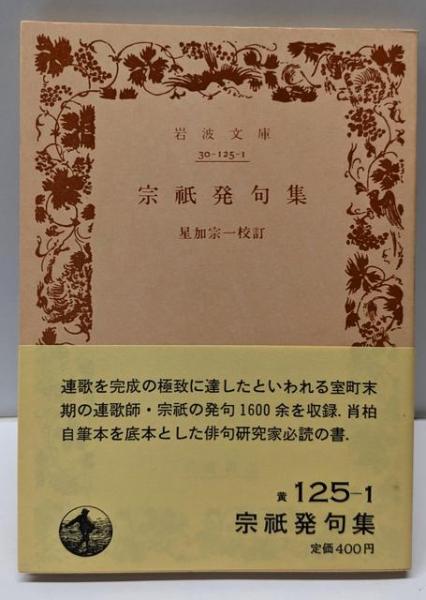 岩波文庫
30-125-1
宗祇発句集
星加宗一校訂
連歌を完成の極致に達したといわれる室町末
期の連歌師・宗祇の発句1600余を収録. 肖柏
自筆本を底本とした俳句研究家必読の書.
黄 125-1
宗祇発句集
定価400円